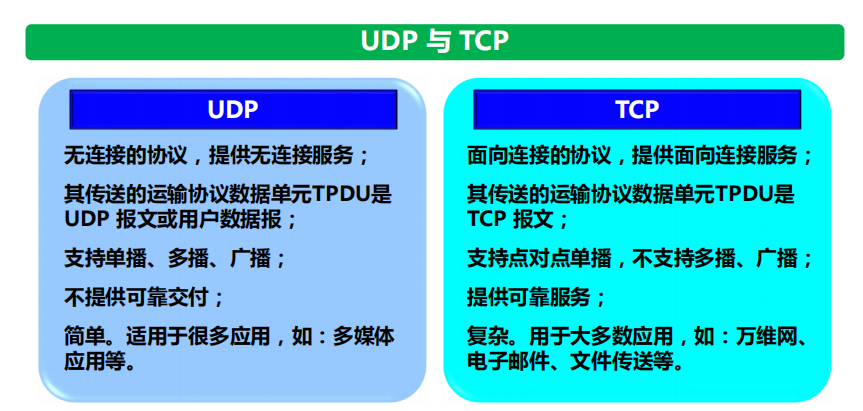 UDP 与 TCP
UDP
无连接的协议，提供无连接服务；
其传送的运输协议数据单元TPDU是
UDP 报文或用户数据报；
支持单播、多播、广播；
不提供可靠交付；
简单。适用于很多应用，如：多媒体
应用等。
TCP
面向连接的协议，提供面向连接服务；
其传送的运输协议数据单元TPDU是
TCP 报文；
支持点对点单播，不支持多播、广播；
提供可靠服务；
复杂。用于大多数应用，如：万维网、
电子邮件、文件传送等。